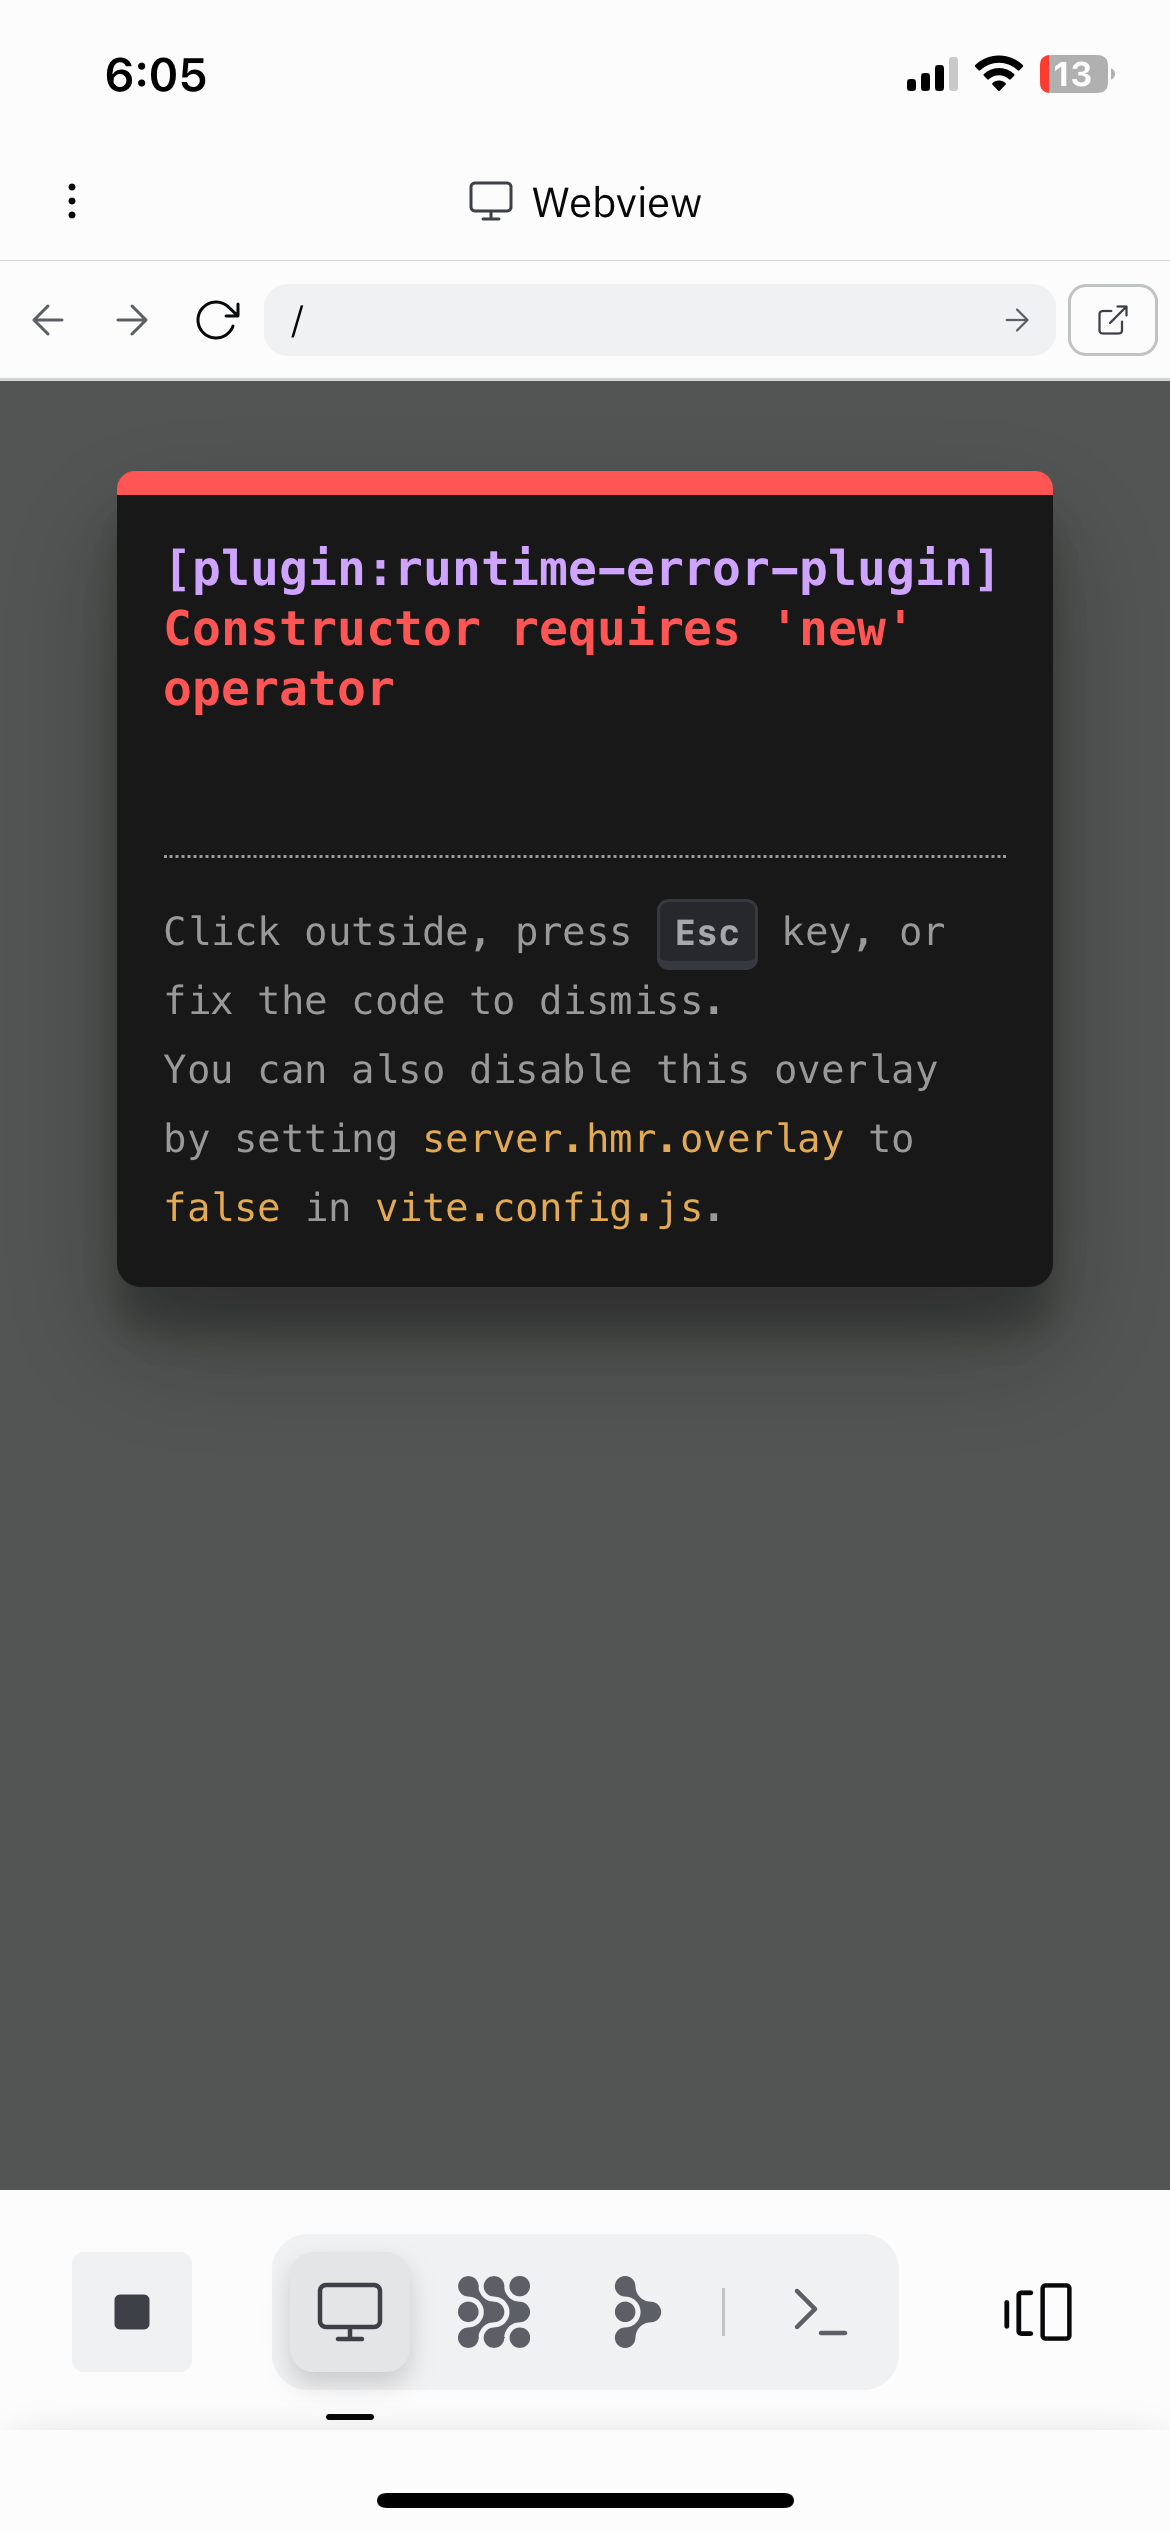 6:05
13
Webview
/
[plugin:runtime-error-plugin]
Constructor requires 'new'
operator
Click outside, press Esc key, or
fix the code to dismiss.
You can also disable this overlay
by setting server.hmr.overlay to
false in vite.config.js.